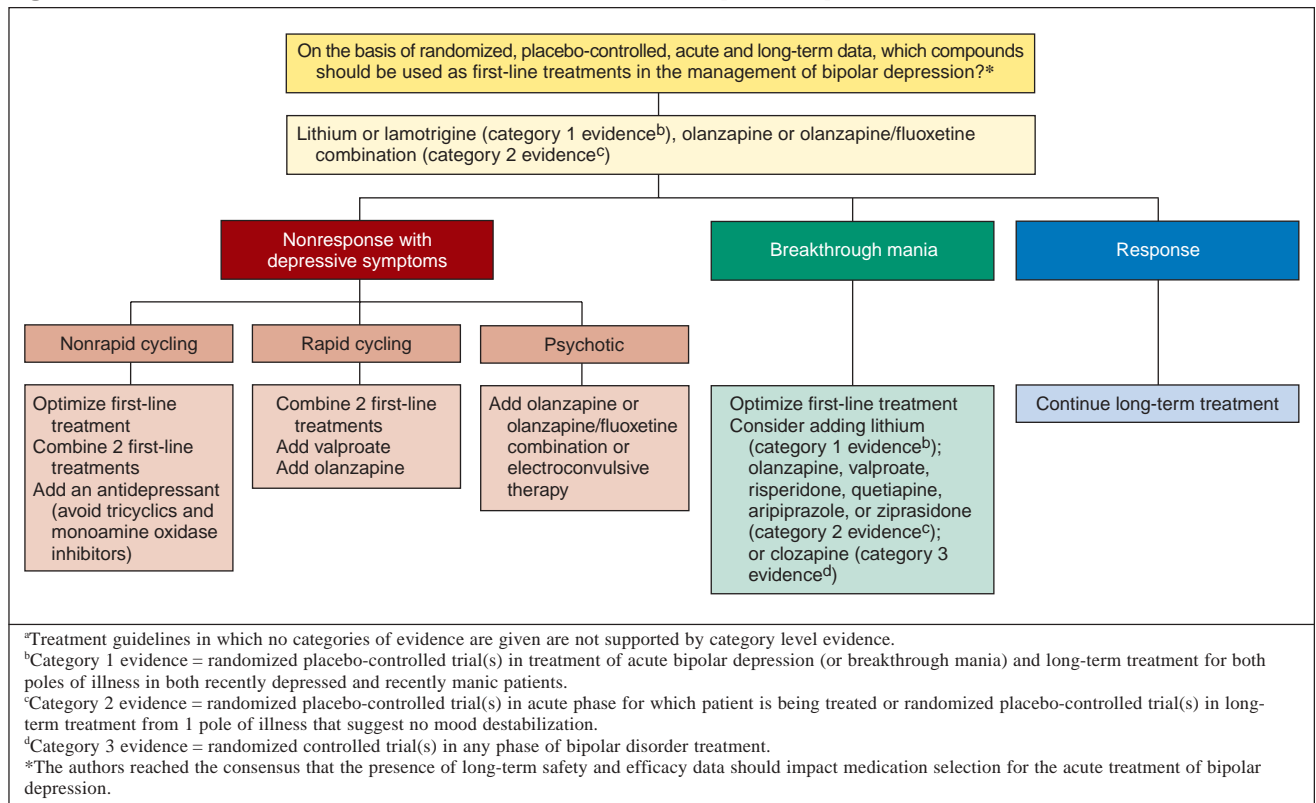 On the basis of randomized, placebo-controlled, acute and long-term data, which compounds
should be used as first-line treatments in the management of bipolar depression?*
Lithium or lamotrigine (category 1 evidenceᵇ), olanzapine or olanzapine/fluoxetine
combination (category 2 evidenceᶜ)
Nonresponse with
depressive symptoms
Breakthrough mania
Response
Nonrapid cycling
Rapid cycling
Psychotic
Optimize first-line
treatment
Combine 2 first-line
treatments
Add an antidepressant
(avoid tricyclics and
monoamine oxidase
inhibitors)
Combine 2 first-line
treatments
Add valproate
Add olanzapine
Add olanzapine or
olanzapine/fluoxetine
combination or
electroconvulsive
therapy
Optimize first-line treatment
Consider adding lithium
(category 1 evidenceᵇ);
olanzapine, valproate,
risperidone, quetiapine,
aripiprazole, or ziprasidone
(category 2 evidenceᶜ);
or clozapine (category 3
evidenceᵈ)
Continue long-term treatment
ᵃTreatment guidelines in which no categories of evidence are given are not supported by category level evidence.
ᵇCategory 1 evidence = randomized placebo-controlled trial(s) in treatment of acute bipolar depression (or breakthrough mania) and long-term treatment for both
poles of illness in both recently depressed and recently manic patients.
ᶜCategory 2 evidence = randomized placebo-controlled trial(s) in acute phase for which patient is being treated or randomized placebo-controlled trial(s) in long-
term treatment from 1 pole of illness that suggest no mood destabilization.
ᵈCategory 3 evidence = randomized controlled trial(s) in any phase of bipolar disorder treatment.
*The authors reached the consensus that the presence of long-term safety and efficacy data should impact medication selection for the acute treatment of bipolar
depression.